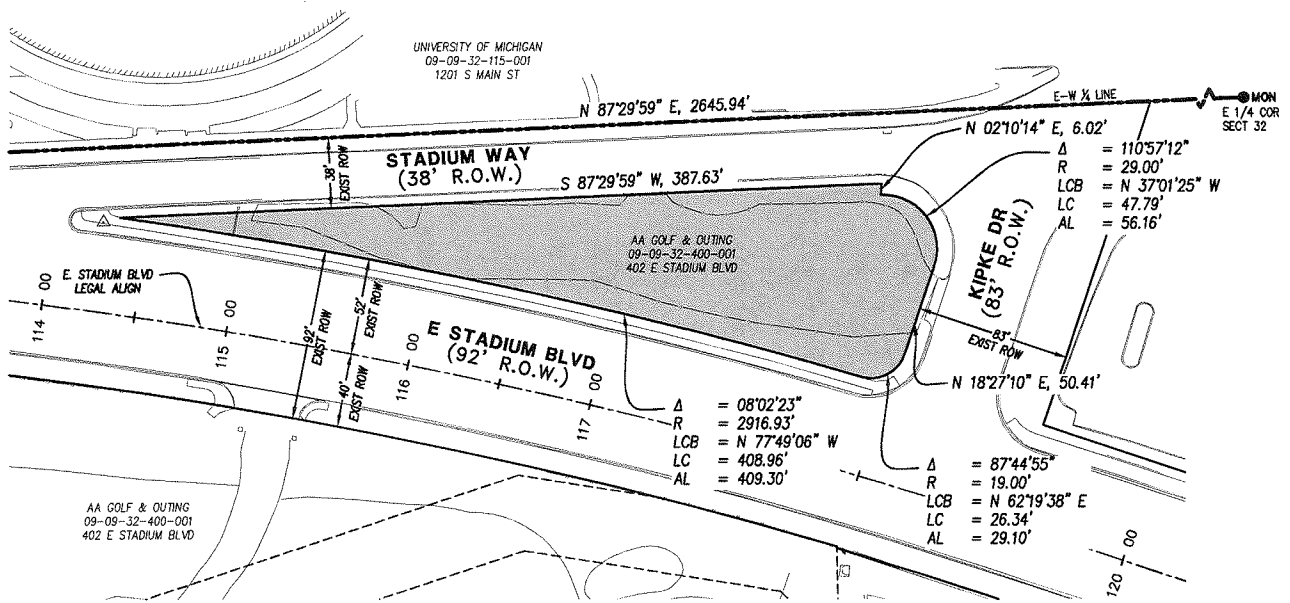 UNIVERSITY OF MICHIGAN
09-09-32-115-001
1201 S MAIN ST
N 87°29'59" E, 2645.94'
E-W ¼ LINE
MON
E 1/4 COR
SECT 32
STADIUM WAY
(38' R.O.W.)
38'
EXIST ROW
S 87°29'59" W, 387.63'
N 02°10'14" E, 6.02'
Δ = 110°57'12"
R = 29.00'
LCB = N 37°01'25" W
LC = 47.79'
AL = 56.16'
AA GOLF & OUTING
09-09-32-400-001
402 E STADIUM BLVD
KIPKE DR
(83' R.O.W.)
83'
EXIST ROW
E. STADIUM BLVD
LEGAL ALIGN
114
00
115
00
116
00
117
00
92'
EXIST ROW
52'
EXIST ROW
40'
EXIST ROW
E STADIUM BLVD
(92' R.O.W.)
N 18°27'10" E, 50.41'
Δ = 08°02'23"
R = 2916.93'
LCB = N 77°49'06" W
LC = 408.96'
AL = 409.30'
Δ = 87°44'55"
R = 19.00'
LCB = N 62°19'38" E
LC = 26.34'
AL = 29.10'
AA GOLF & OUTING
09-09-32-400-001
402 E STADIUM BLVD
120
00